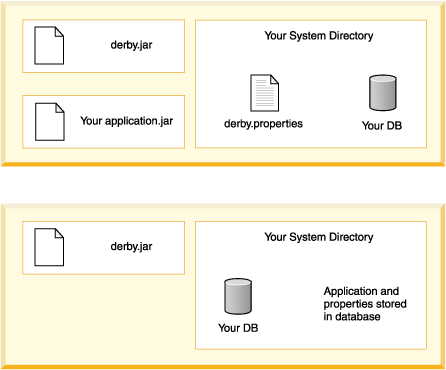 derby.jar
Your application.jar
Your System Directory
derby.properties
Your DB
derby.jar
Your System Directory
Your DB
Application and
properties stored
in database